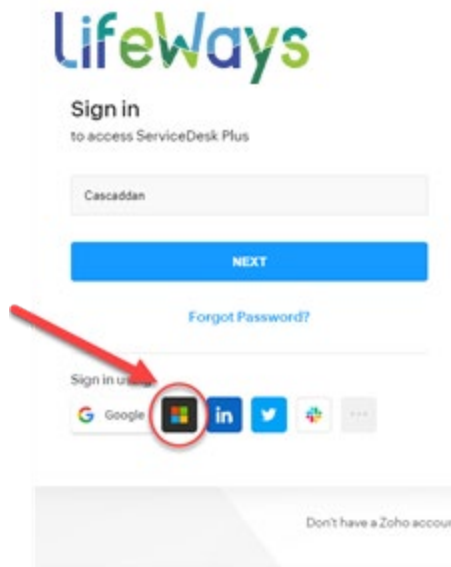 LifeWays
Sign in
to access ServiceDesk Plus
Cascaddan
NEXT
Forgot Password?
Sign in using
G Google in
Don't have a Zoho accour